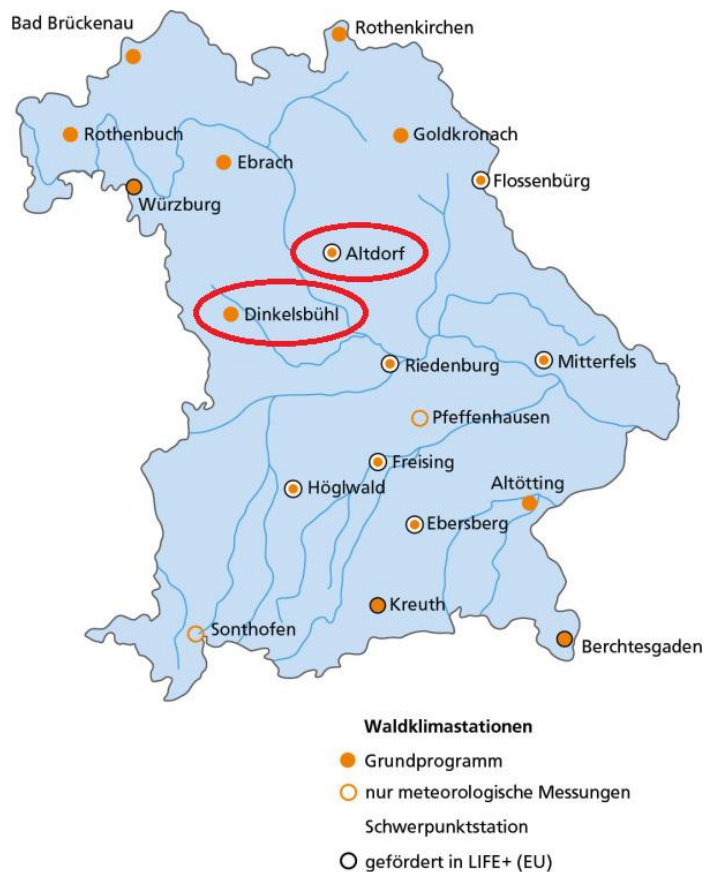 Bad Brückenau
Rothenkirchen
Rothenbuch
Goldkronach
Ebrach
Flossenbürg
Würzburg
Altdorf
Dinkelsbühl
Riedenburg
Mitterfels
Pfeffenhausen
Freising
Höglwald
Altötting
Ebersberg
Kreuth
Sonthofen
Berchtesgaden
Waldklimastationen
Grundprogramm
nur meteorologische Messungen
Schwerpunktstation
gefördert in LIFE+ (EU)